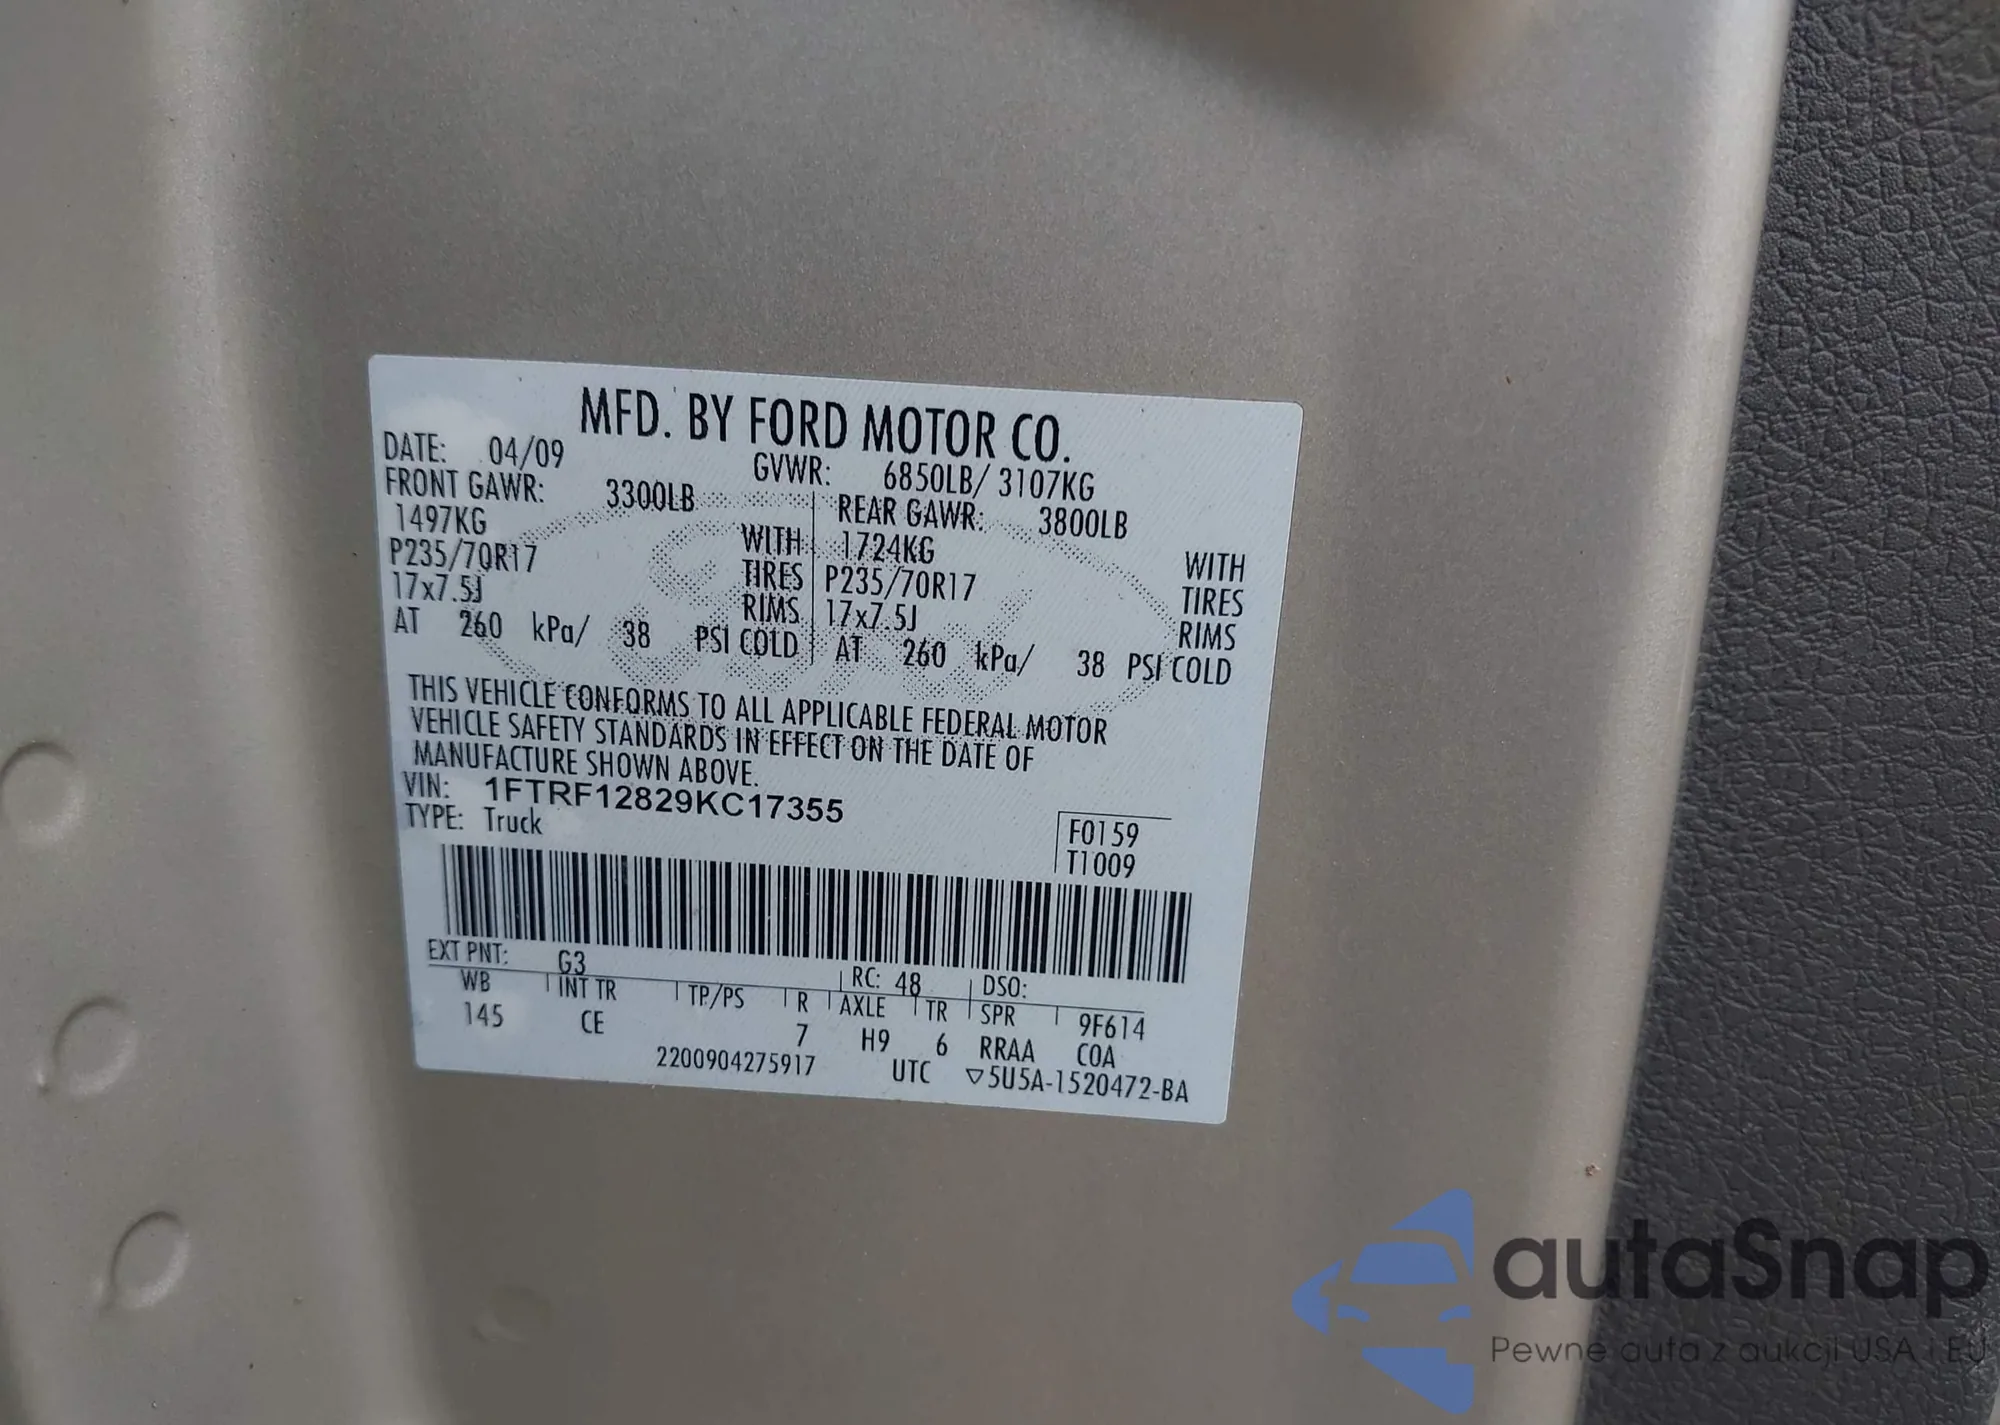 MFD. BY FORD MOTOR CO.
DATE: 04/09 GVWR: 6850LB/ 3107KG
FRONT GAWR: 3300LB REAR GAWR: 3800LB
1497KG WITH 1724KG WITH
P235/70R17 TIRES P235/70R17 TIRES
17x7.5J RIMS 17x7.5J RIMS
AT 260 kPa/ 38 PSI COLD AT 260 kPa/ 38 PSI COLD
THIS VEHICLE CONFORMS TO ALL APPLICABLE FEDERAL MOTOR
VEHICLE SAFETY STANDARDS IN EFFECT ON THE DATE OF
MANUFACTURE SHOWN ABOVE.
VIN: 1FTRF12829KC17355
TYPE: Truck
F0159
T1009
EXT PNT: G3 RC: 48 DSO:
WB INT TR TP/PS R AXLE TR SPR 9F614
145 CE 7 H9 6 RRAA COA
2200904275917 UTC ▽5U5A-1520472-BA
autaSnap
Pewne auta z aukcji USA i EU